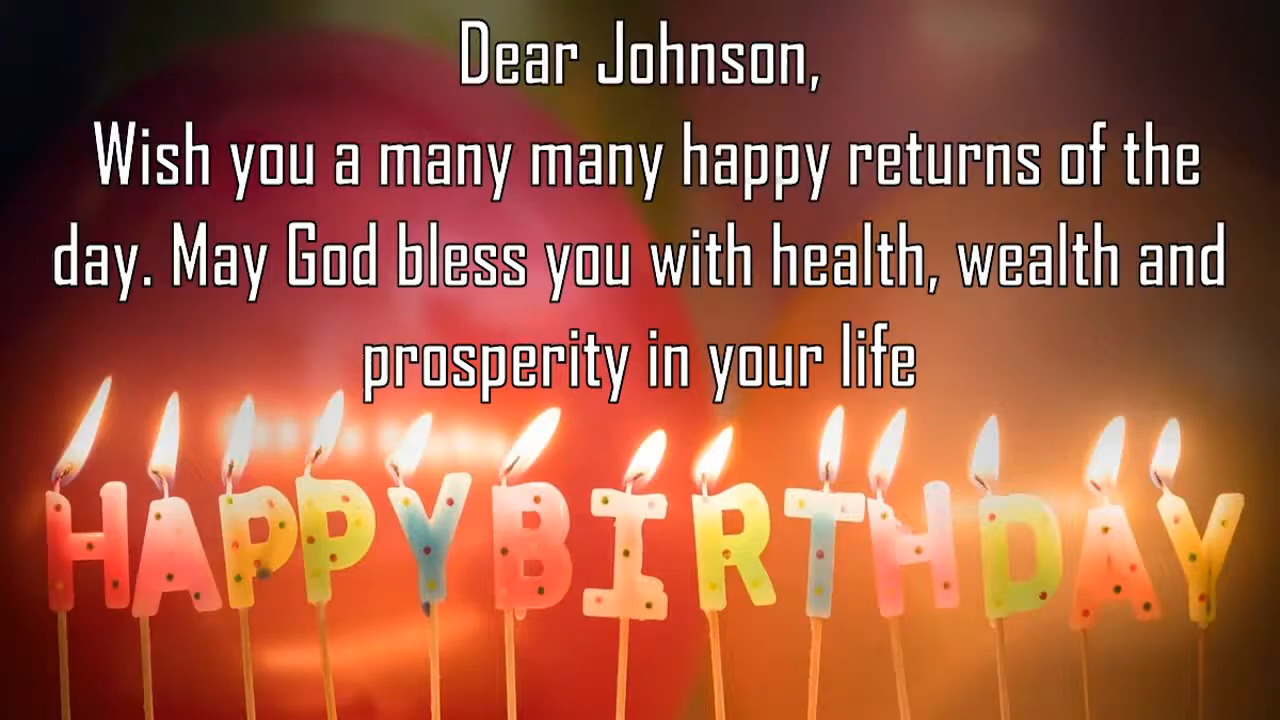 Dear Johnson,
Wish you a many many happy returns of the
day. May God bless you with health, wealth and
prosperity in your life
HAPPYBIRTHDAY